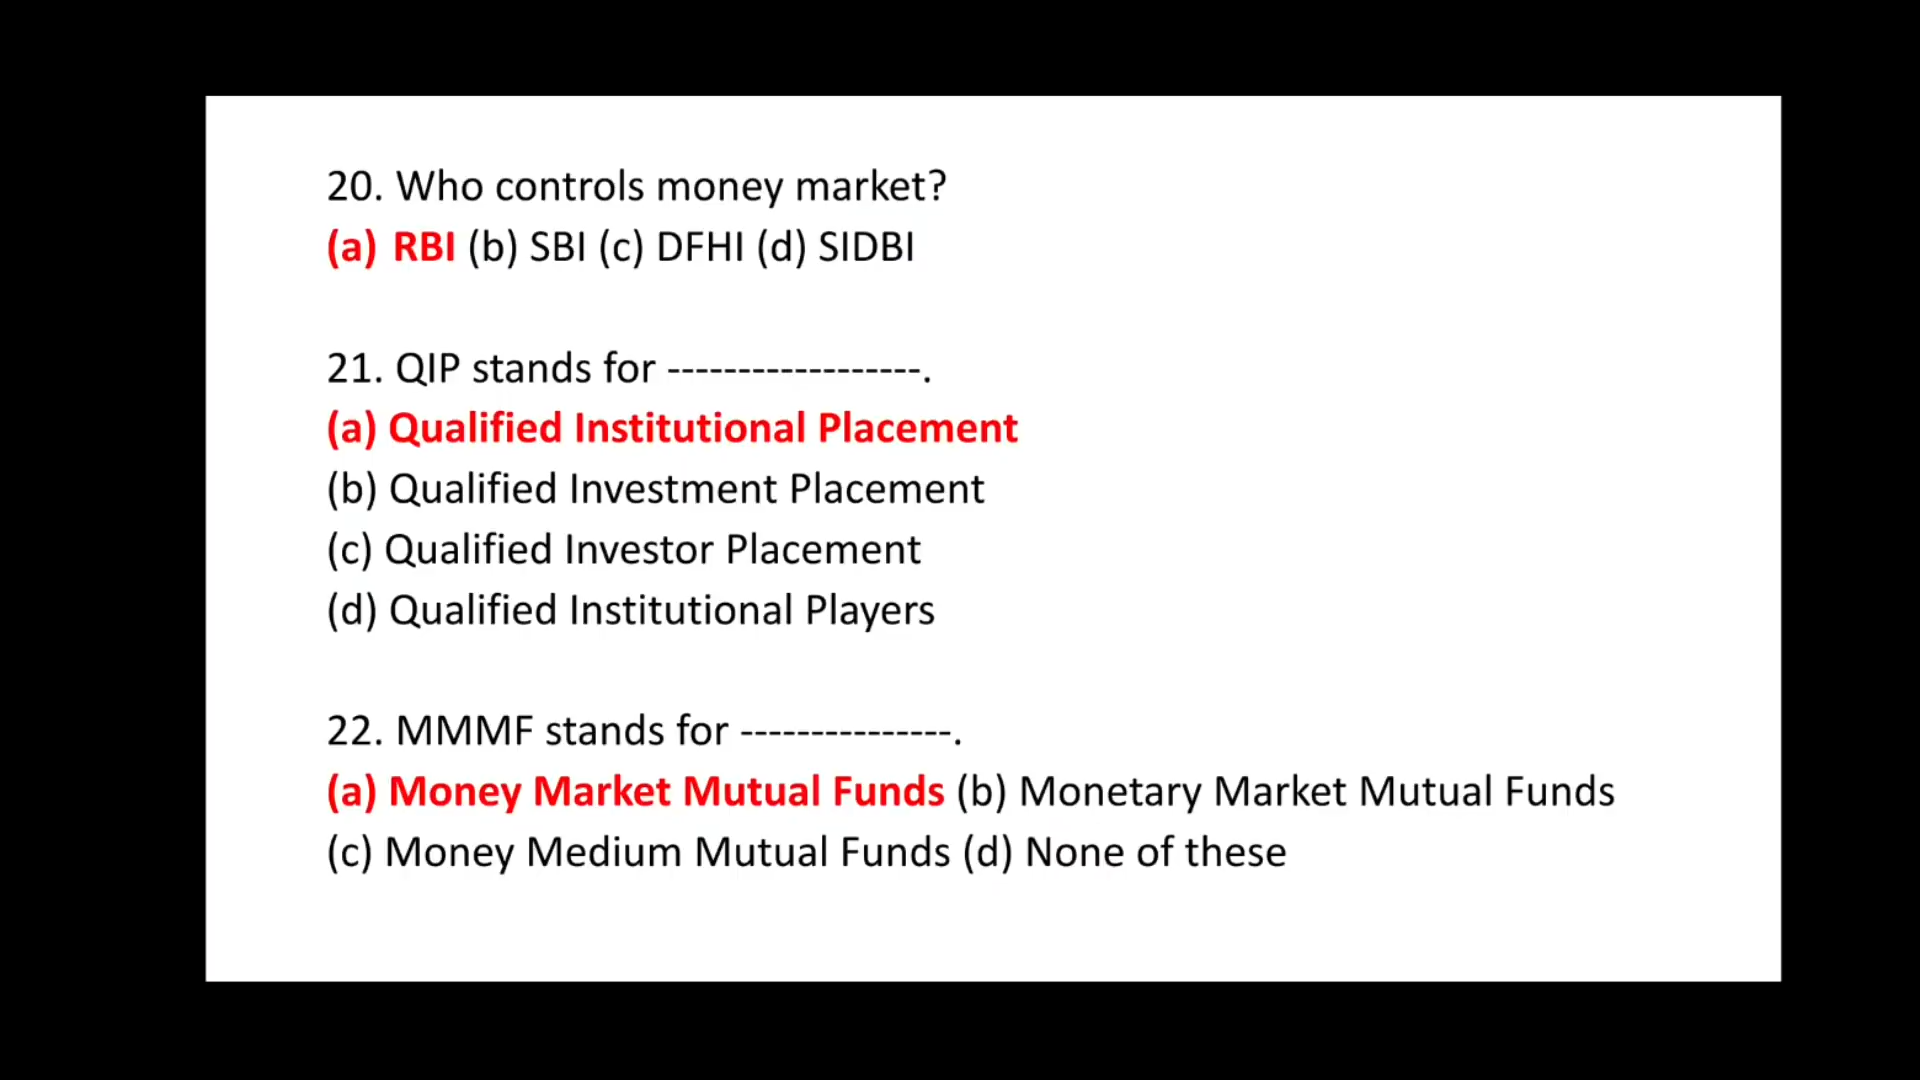 20. Who controls money market?
(a) RBI (b) SBI (c) DFHI (d) SIDBI
21. QIP stands for ------------------.
(a) Qualified Institutional Placement
(b) Qualified Investment Placement
(c) Qualified Investor Placement
(d) Qualified Institutional Players
22. MMMF stands for ---------------.
(a) Money Market Mutual Funds (b) Monetary Market Mutual Funds
(c) Money Medium Mutual Funds (d) None of these